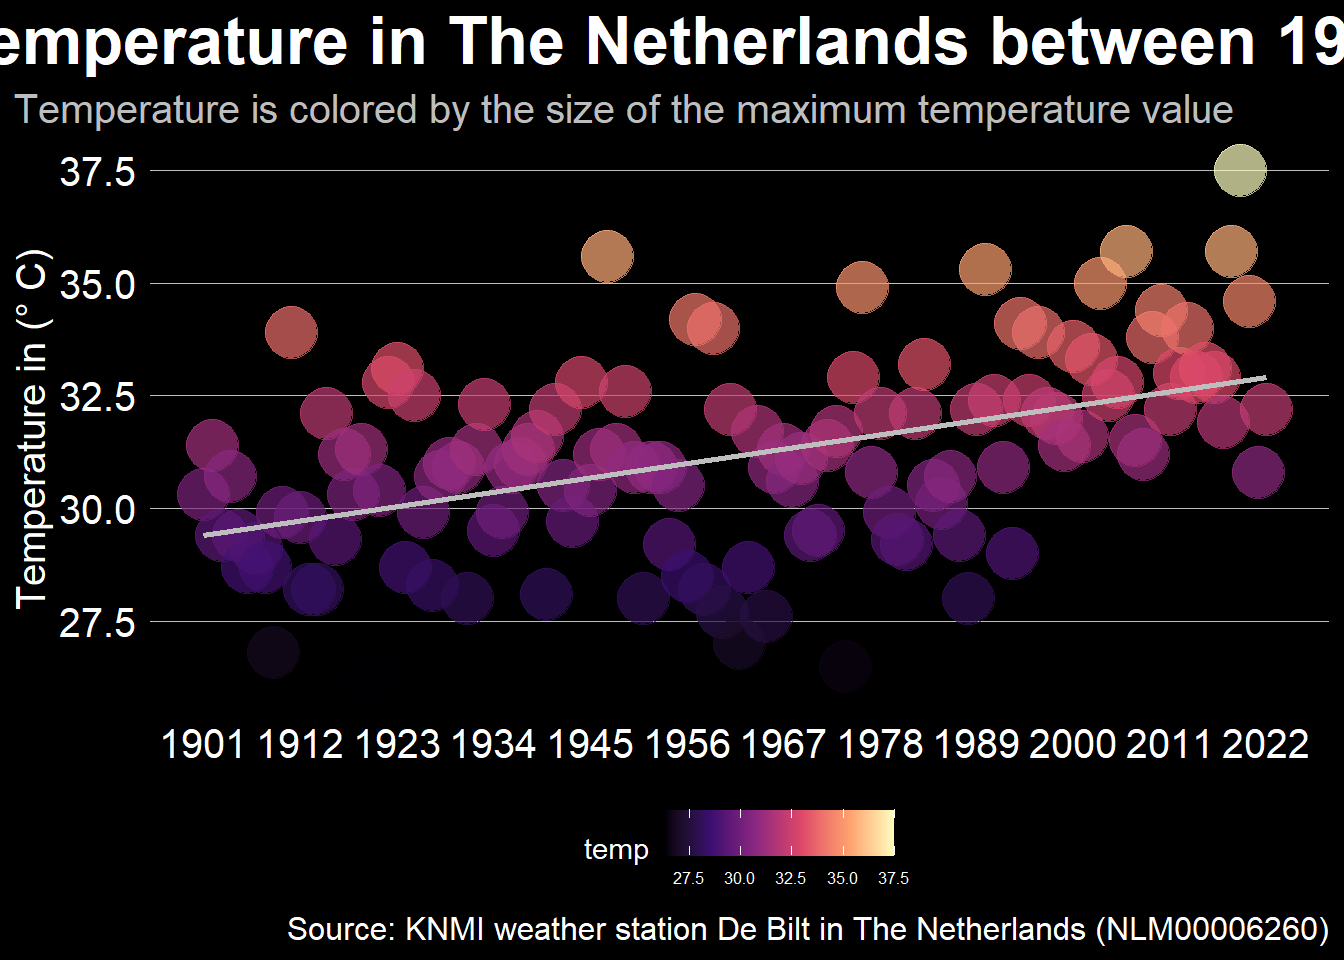 emperature in The Netherlands between 19
Temperature is colored by the size of the maximum temperature value
Temperature in (° C)
37.5
35.0
32.5
30.0
27.5
1901 1912 1923 1934 1945 1956 1967 1978 1989 2000 2011 2022
temp
27.5 30.0 32.5 35.0 37.5
Source: KNMI weather station De Bilt in The Netherlands (NLM00006260)